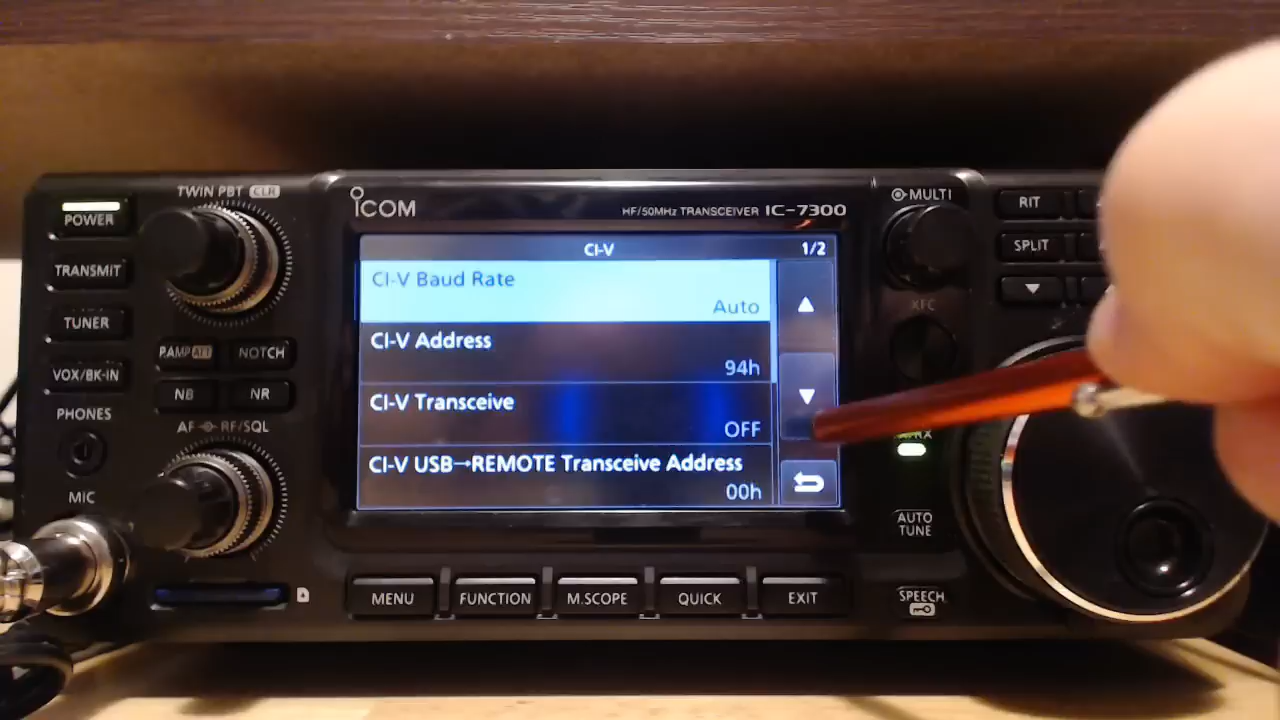 TWIN PBT CLR
POWER
TRANSMIT
TUNER
VOX/BK-IN
PHONES
MIC
P.AMP ATT
NOTCH
NB
NR
AF RF/SQL
ICOM
HF/50MHz TRANSCEIVER IC-7300
CI-V 1/2
CI-V Baud Rate
Auto
CI-V Address
94h
CI-V Transceive
OFF
CI-V USB→REMOTE Transceive Address
00h
MENU
FUNCTION
M.SCOPE
QUICK
EXIT
MULTI
XFC
AUTO
TUNE
SPEECH
RIT
SPLIT